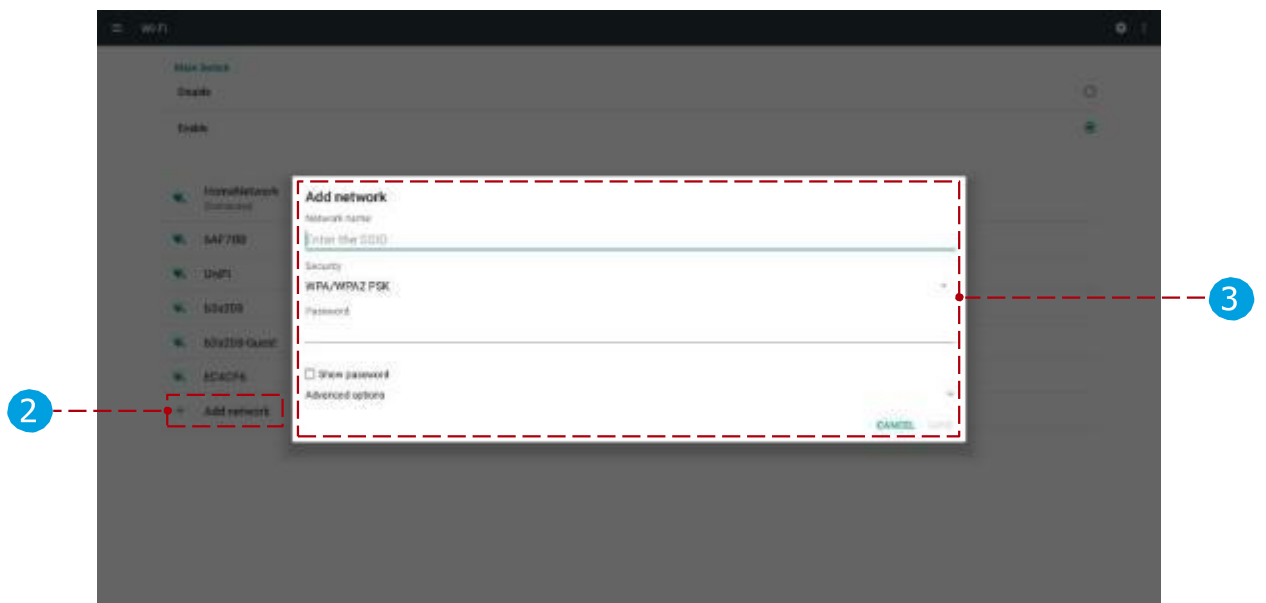 Wi-Fi
Main Switch
Disable
Enable
HomeNetwork
Connected
UniFi
Add network
Add network
Network name
Enter the SSID
Security
WPA/WPA2 PSK
Password
Show password
Advanced options
CANCEL
SAVE
2
3